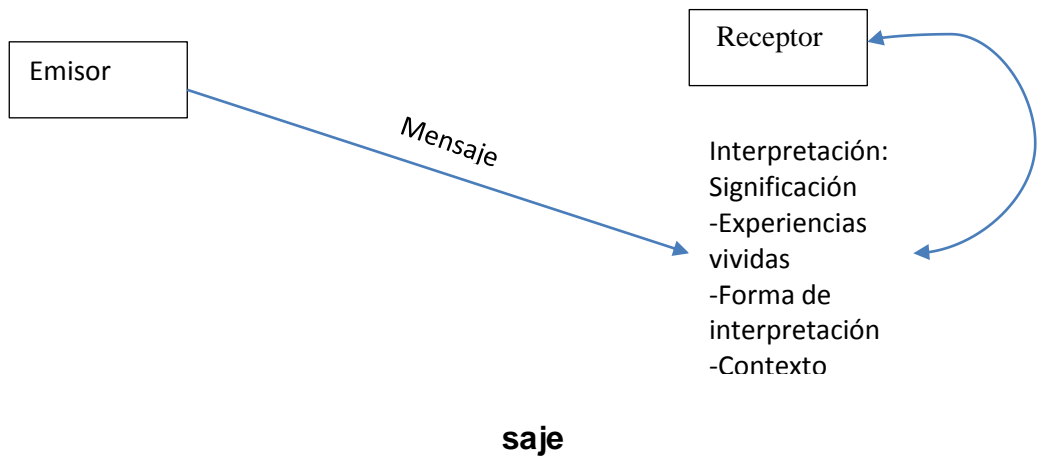 Receptor
Emisor
Mensaje
Interpretación:
Significación
-Experiencias
vividas
-Forma de
interpretación
-Contexto
saje